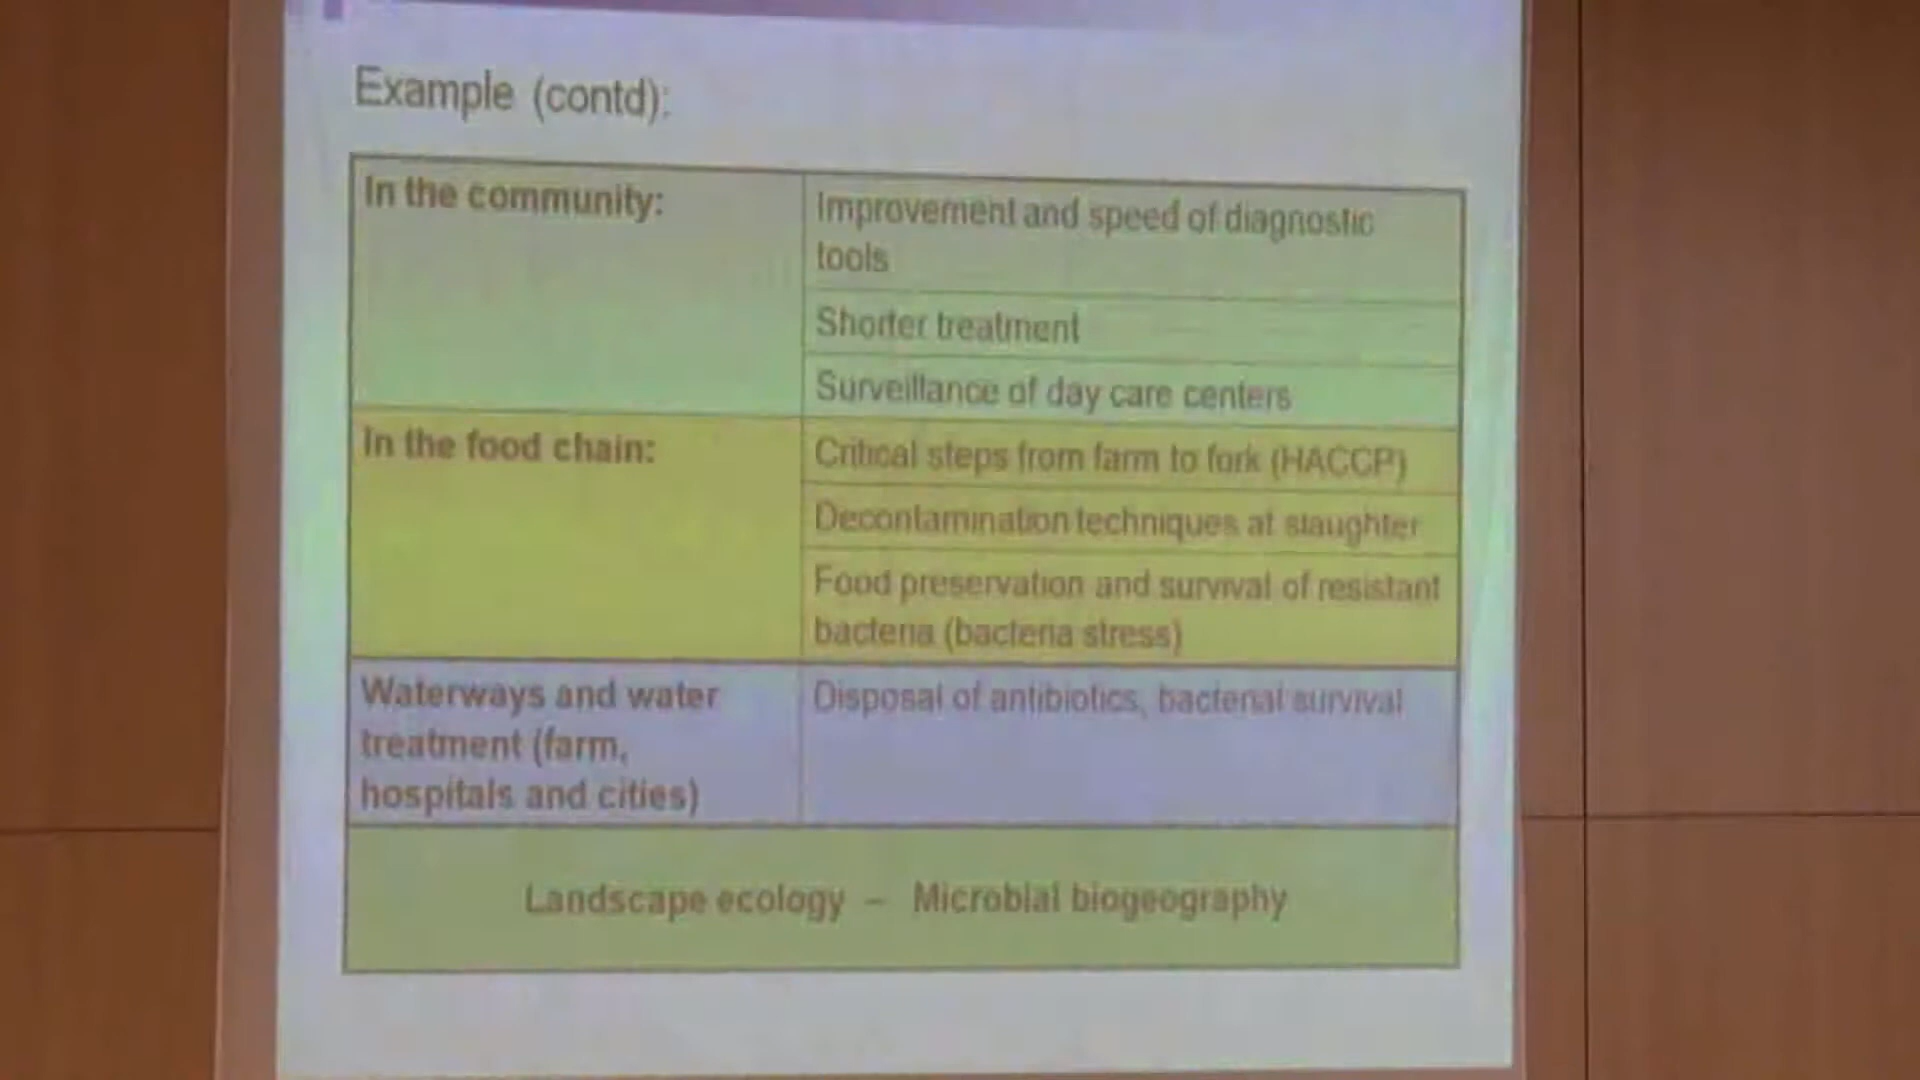 Example (contd):
In the community:
Improvement and speed of diagnostic
tools
Shorter treatment
Surveillance of day care centers
In the food chain:
Critical steps from farm to fork (HACCP)
Decontamination techniques at slaughter
Food preservation and survival of resistant
bacteria (bacteria stress)
Waterways and water
treatment (farm,
hospitals and cities)
Disposal of antibiotics, bacterial survival
Landscape ecology – Microbial biogeography